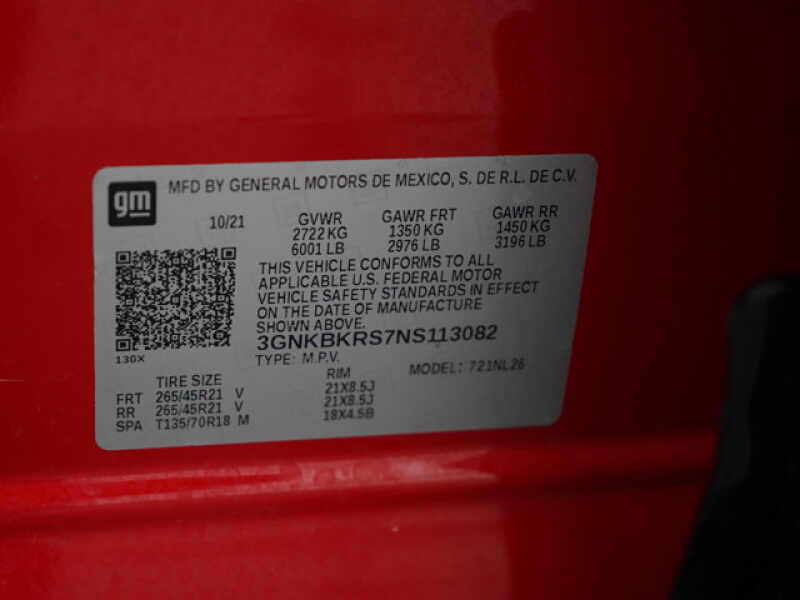 gm MFD BY GENERAL MOTORS DE MEXICO, S. DE R.L. DE C.V.
10/21 GVWR GAWR FRT GAWR RR
2722 KG 1350 KG 1450 KG
6001 LB 2976 LB 3196 LB
THIS VEHICLE CONFORMS TO ALL
APPLICABLE U.S. FEDERAL MOTOR
VEHICLE SAFETY STANDARDS IN EFFECT
ON THE DATE OF MANUFACTURE
SHOWN ABOVE.
3GNKBKRS7NS113082
130X
TYPE: M.P.V. MODEL: 721NL26
TIRE SIZE RIM
FRT 265/45R21 V 21X8.5J
RR 265/45R21 V 21X8.5J
SPA T135/70R18 M 18X4.5B